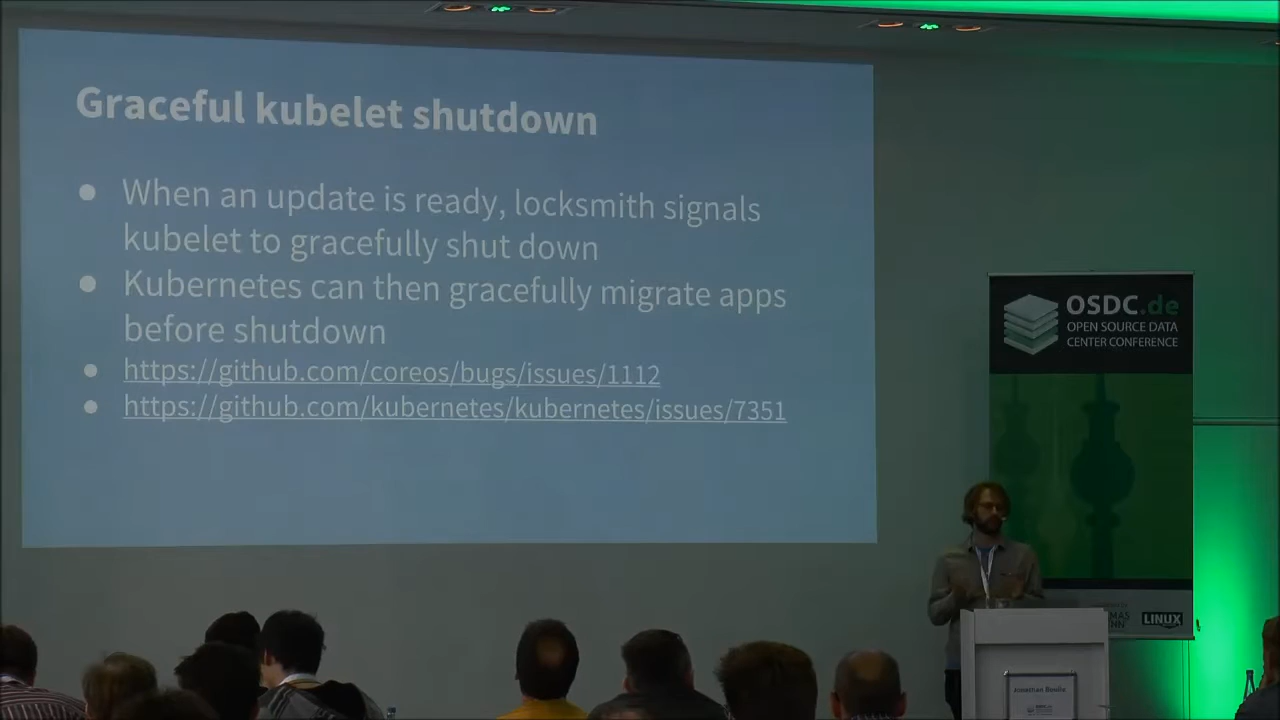 Graceful kubelet shutdown
● When an update is ready, locksmith signals
kubelet to gracefully shut down
● Kubernetes can then gracefully migrate apps
before shutdown
● https://github.com/coreos/bugs/issues/1112
● https://github.com/kubernetes/kubernetes/issues/7351
OSDC.de
OPEN SOURCE DATA
CENTER CONFERENCE
LINUX
Jonathan Boulle